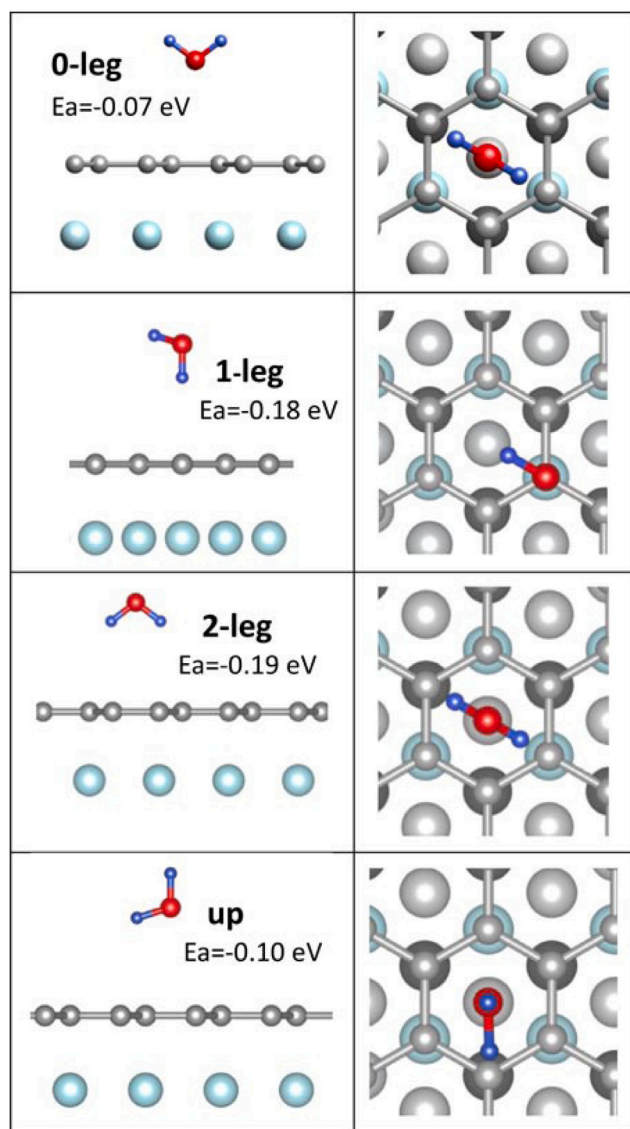 0-leg
Ea=-0.07 eV
1-leg
Ea=-0.18 eV
2-leg
Ea=-0.19 eV
up
Ea=-0.10 eV